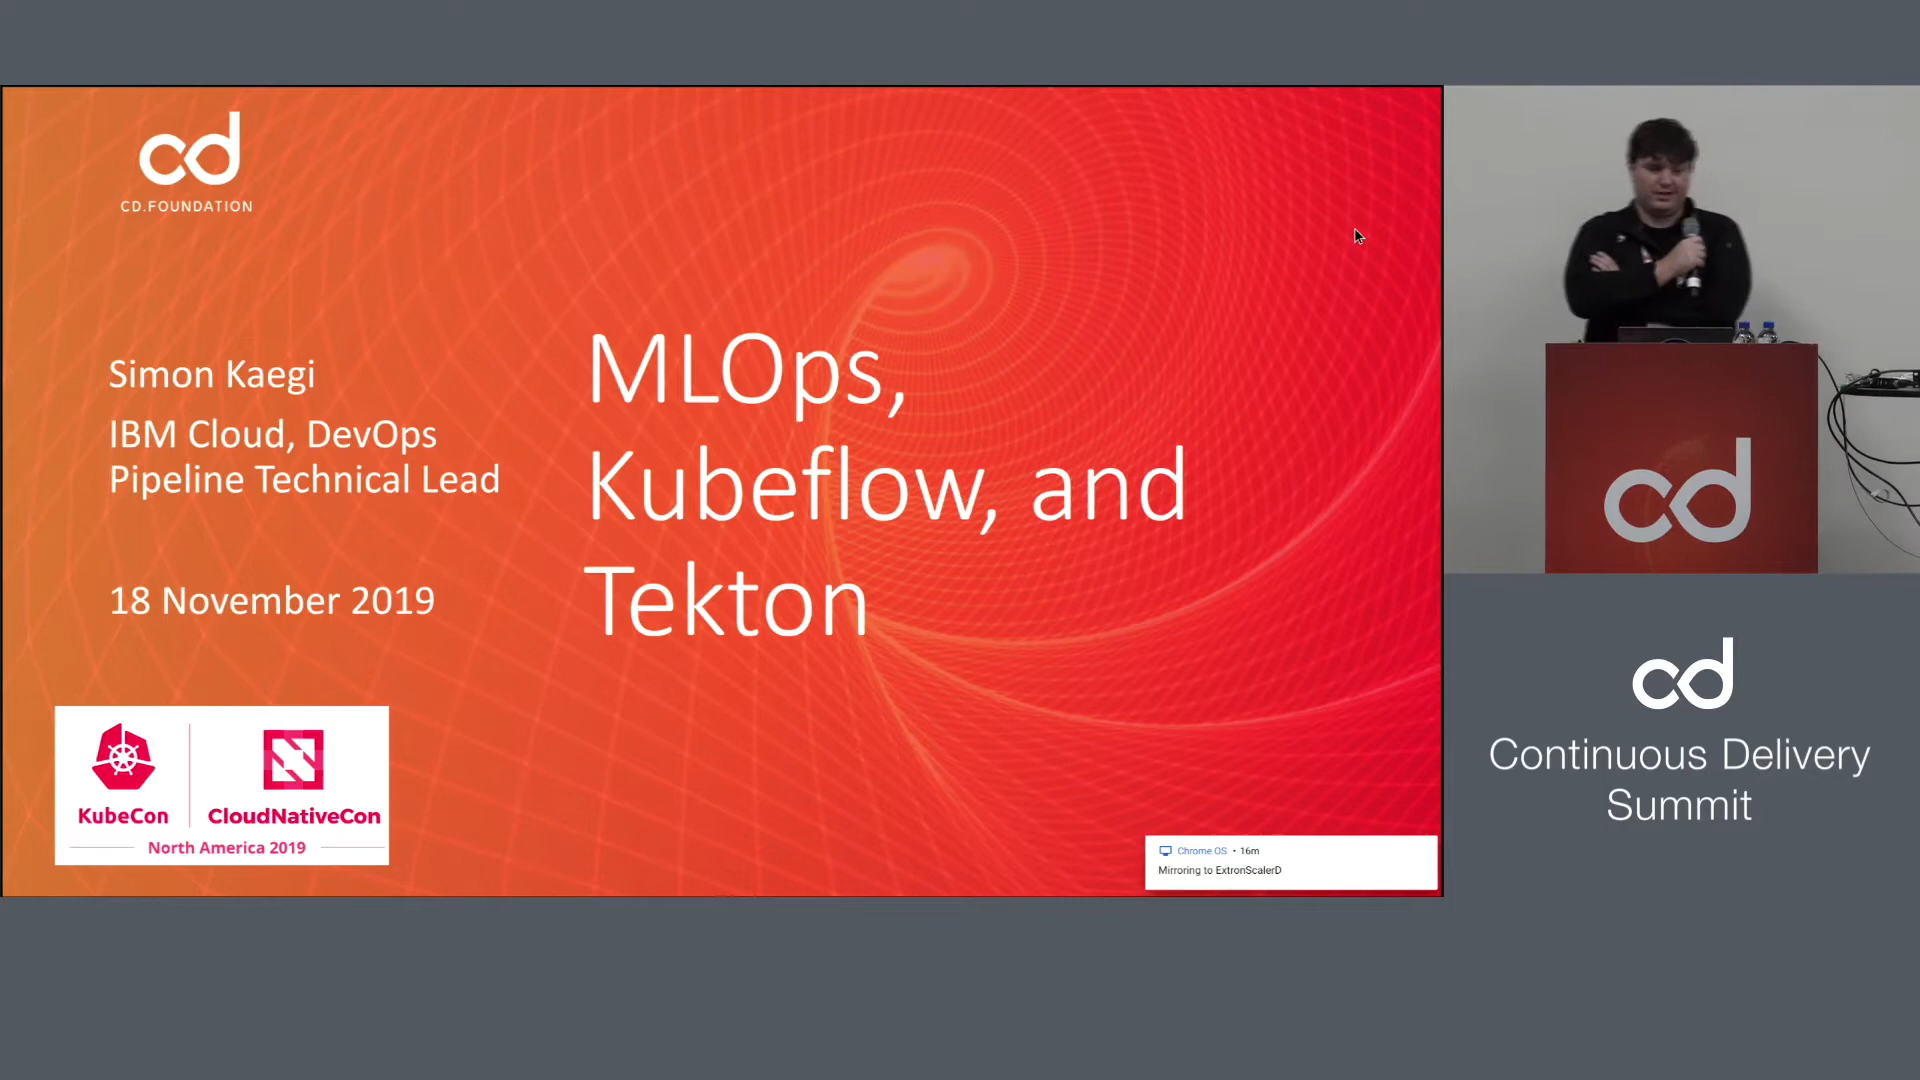 cd
CD.FOUNDATION
Simon Kaegi
IBM Cloud, DevOps
Pipeline Technical Lead
18 November 2019
MLOps,
Kubeflow, and
Tekton
KubeCon
CloudNativeCon
North America 2019
Chrome OS • 16m
Mirroring to ExtronScalerD
cd
cd
Continuous Delivery
Summit